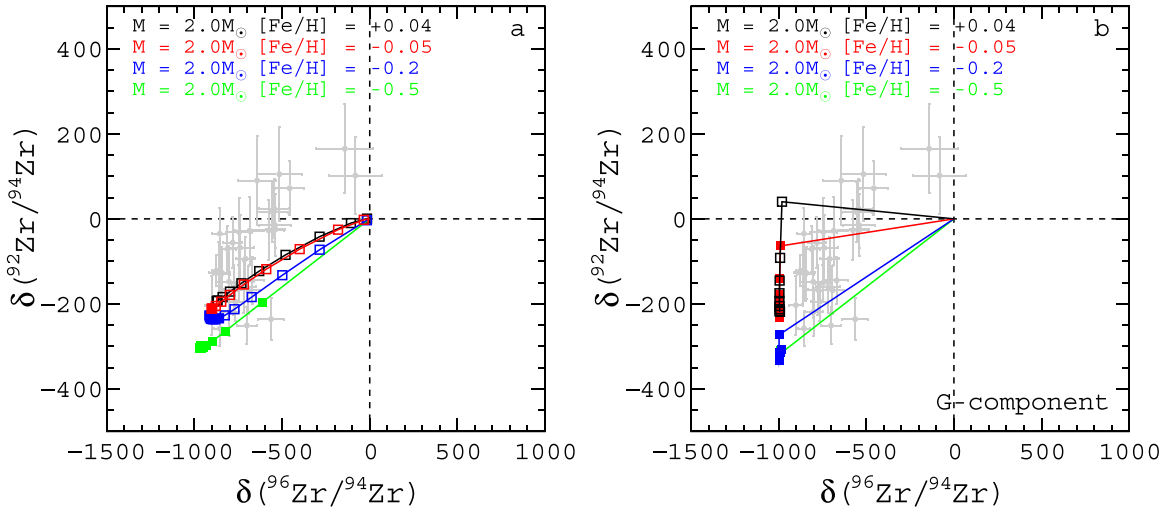 a
M = 2.0M☉ [Fe/H] = +0.04
M = 2.0M☉ [Fe/H] = -0.05
M = 2.0M☉ [Fe/H] = -0.2
M = 2.0M☉ [Fe/H] = -0.5
400
200
0
−200
−400
δ(⁹²Zr/⁹⁴Zr)
−1500 −1000 −500 0 500 1000
δ(⁹⁶Zr/⁹⁴Zr)
b
M = 2.0M☉ [Fe/H] = +0.04
M = 2.0M☉ [Fe/H] = -0.05
M = 2.0M☉ [Fe/H] = -0.2
M = 2.0M☉ [Fe/H] = -0.5
400
200
0
−200
−400
δ(⁹²Zr/⁹⁴Zr)
G-component
−1500 −1000 −500 0 500 1000
δ(⁹⁶Zr/⁹⁴Zr)